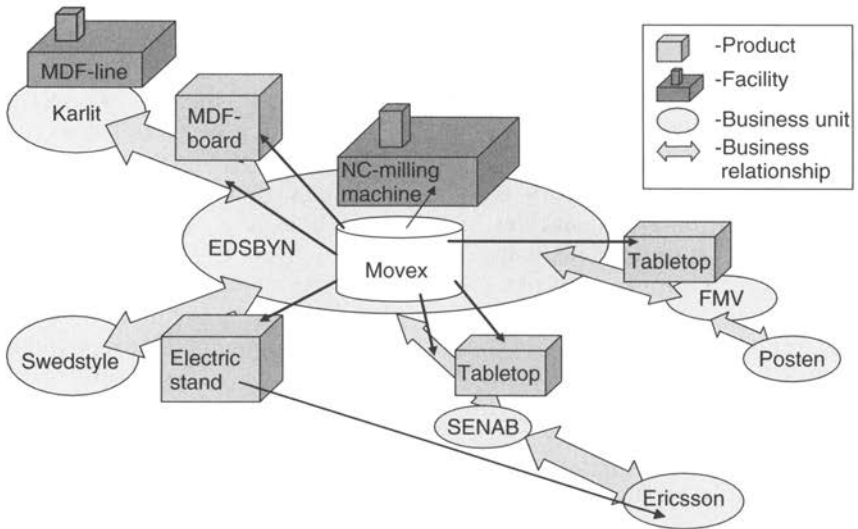 MDF-line
Karlit
MDF-
board
NC-milling
machine
EDSBYN
Movex
Tabletop
FMV
Posten
Swedstyle
Electric
stand
Tabletop
SENAB
Ericsson
-Product
-Facility
-Business unit
-Business
relationship